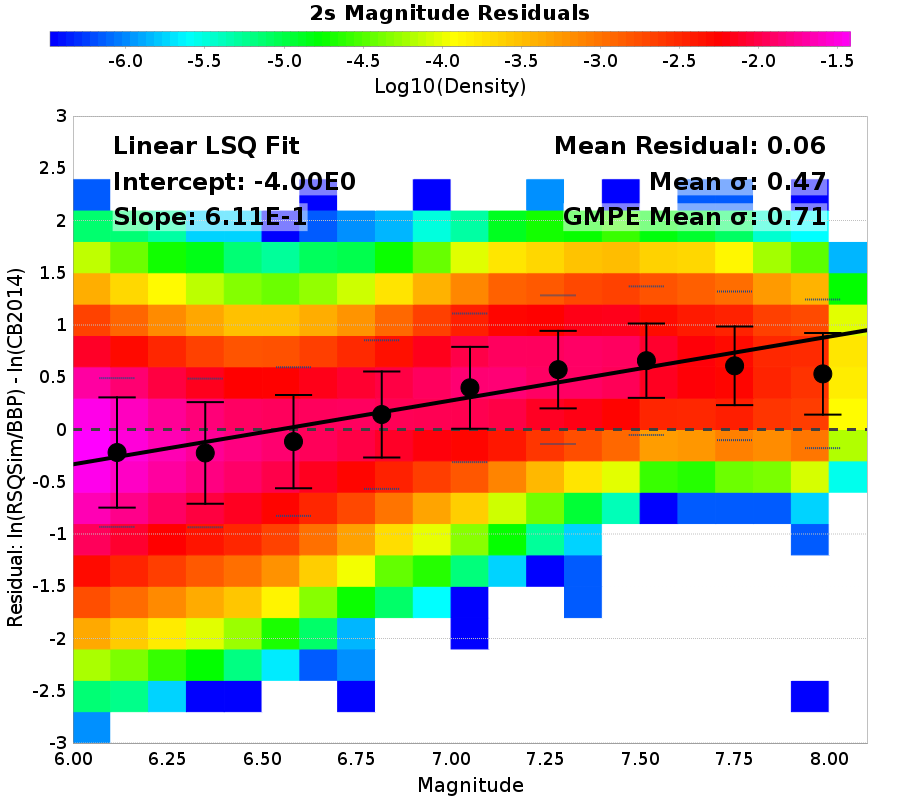 2s Magnitude Residuals
-6.0 -5.5 -5.0 -4.5 -4.0 -3.5 -3.0 -2.5 -2.0 -1.5
Log10(Density)
Linear LSQ Fit
Intercept: -4.00E0
Slope: 6.11E-1
Mean Residual: 0.06
Mean σ: 0.47
GMPE Mean σ: 0.71
Residual: ln(RSQSim/BBP) - ln(CB2014)
3
2.5
2
1.5
1
0.5
0
-0.5
-1
-1.5
-2
-2.5
-3
6.00 6.25 6.50 6.75 7.00 7.25 7.50 7.75 8.00
Magnitude